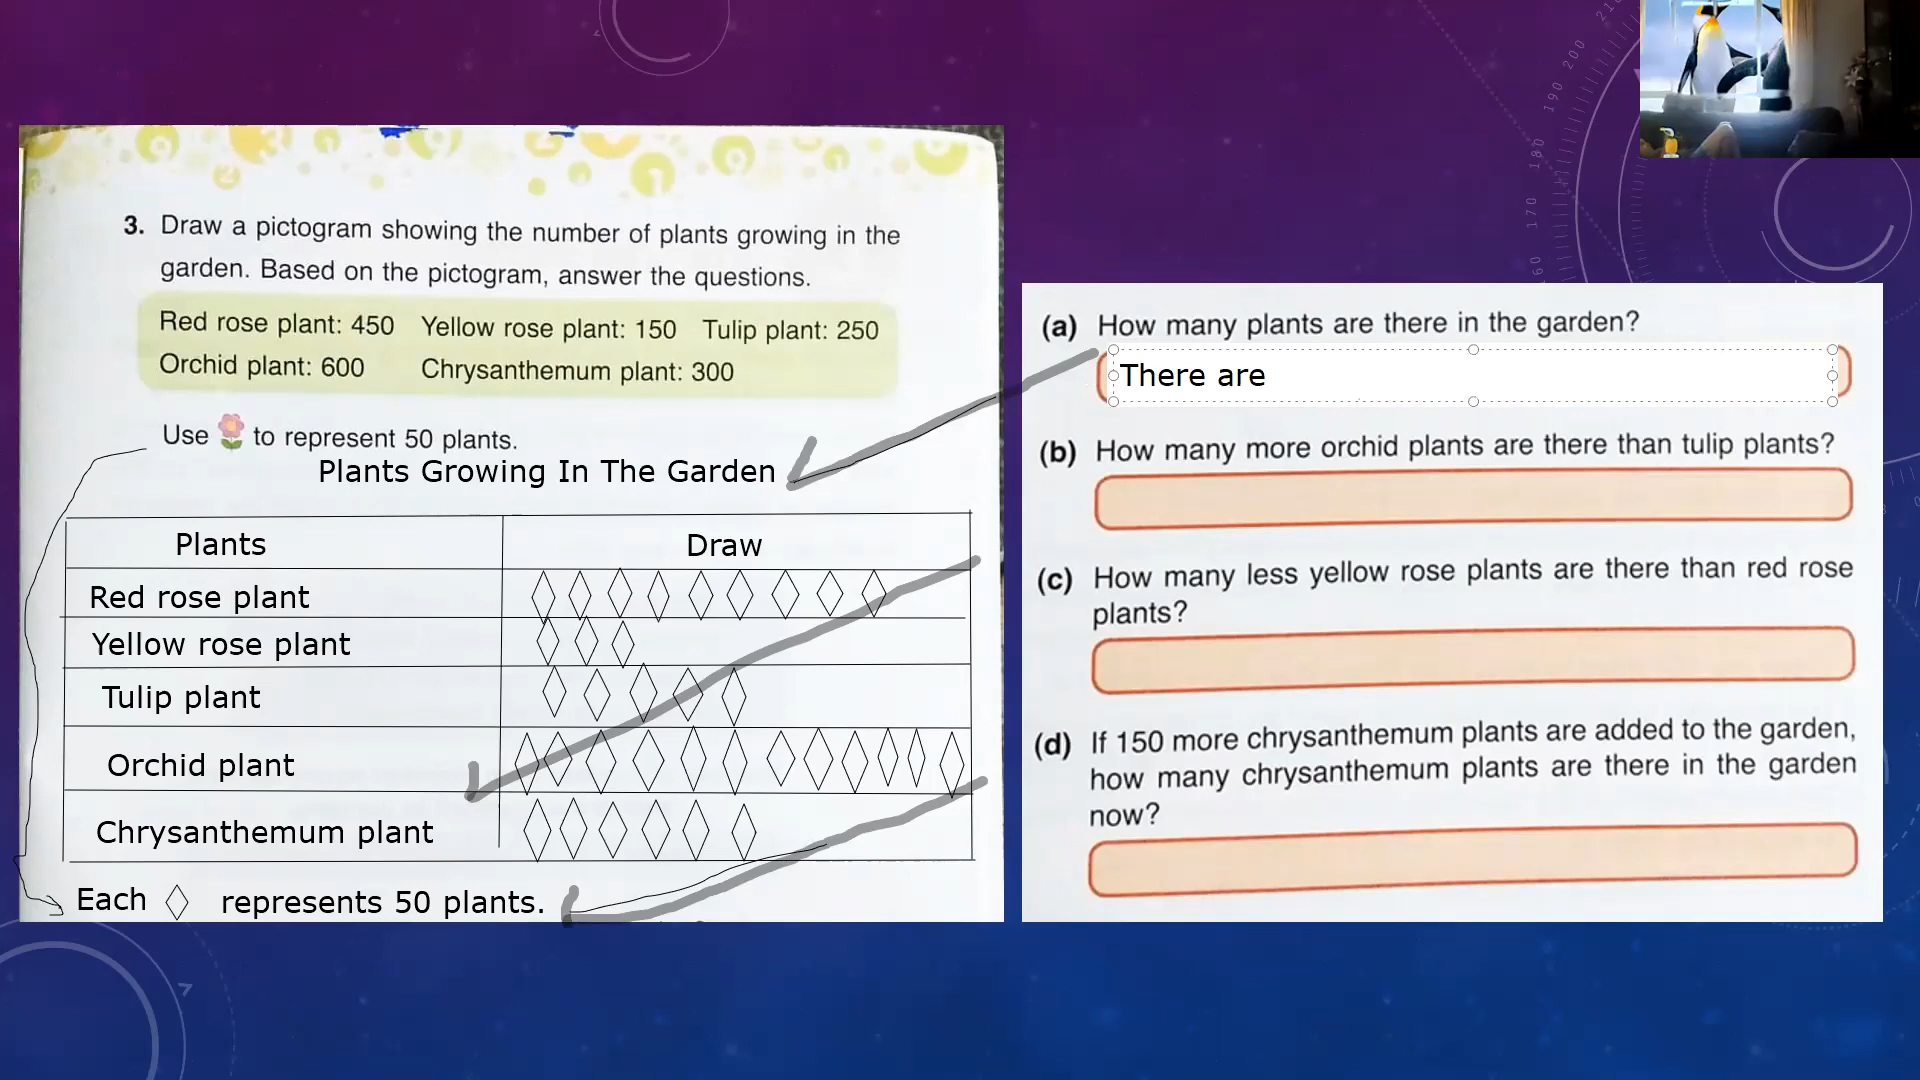 3. Draw a pictogram showing the number of plants growing in the
garden. Based on the pictogram, answer the questions.
Red rose plant: 450 Yellow rose plant: 150 Tulip plant: 250
Orchid plant: 600 Chrysanthemum plant: 300
Use to represent 50 plants.
Plants Growing In The Garden
Plants Draw
Red rose plant
Yellow rose plant
Tulip plant
Orchid plant
Chrysanthemum plant
Each represents 50 plants.
(a) How many plants are there in the garden?
There are
(b) How many more orchid plants are there than tulip plants?
(c) How many less yellow rose plants are there than red rose
plants?
(d) If 150 more chrysanthemum plants are added to the garden,
how many chrysanthemum plants are there in the garden
now?
170
180
190
200